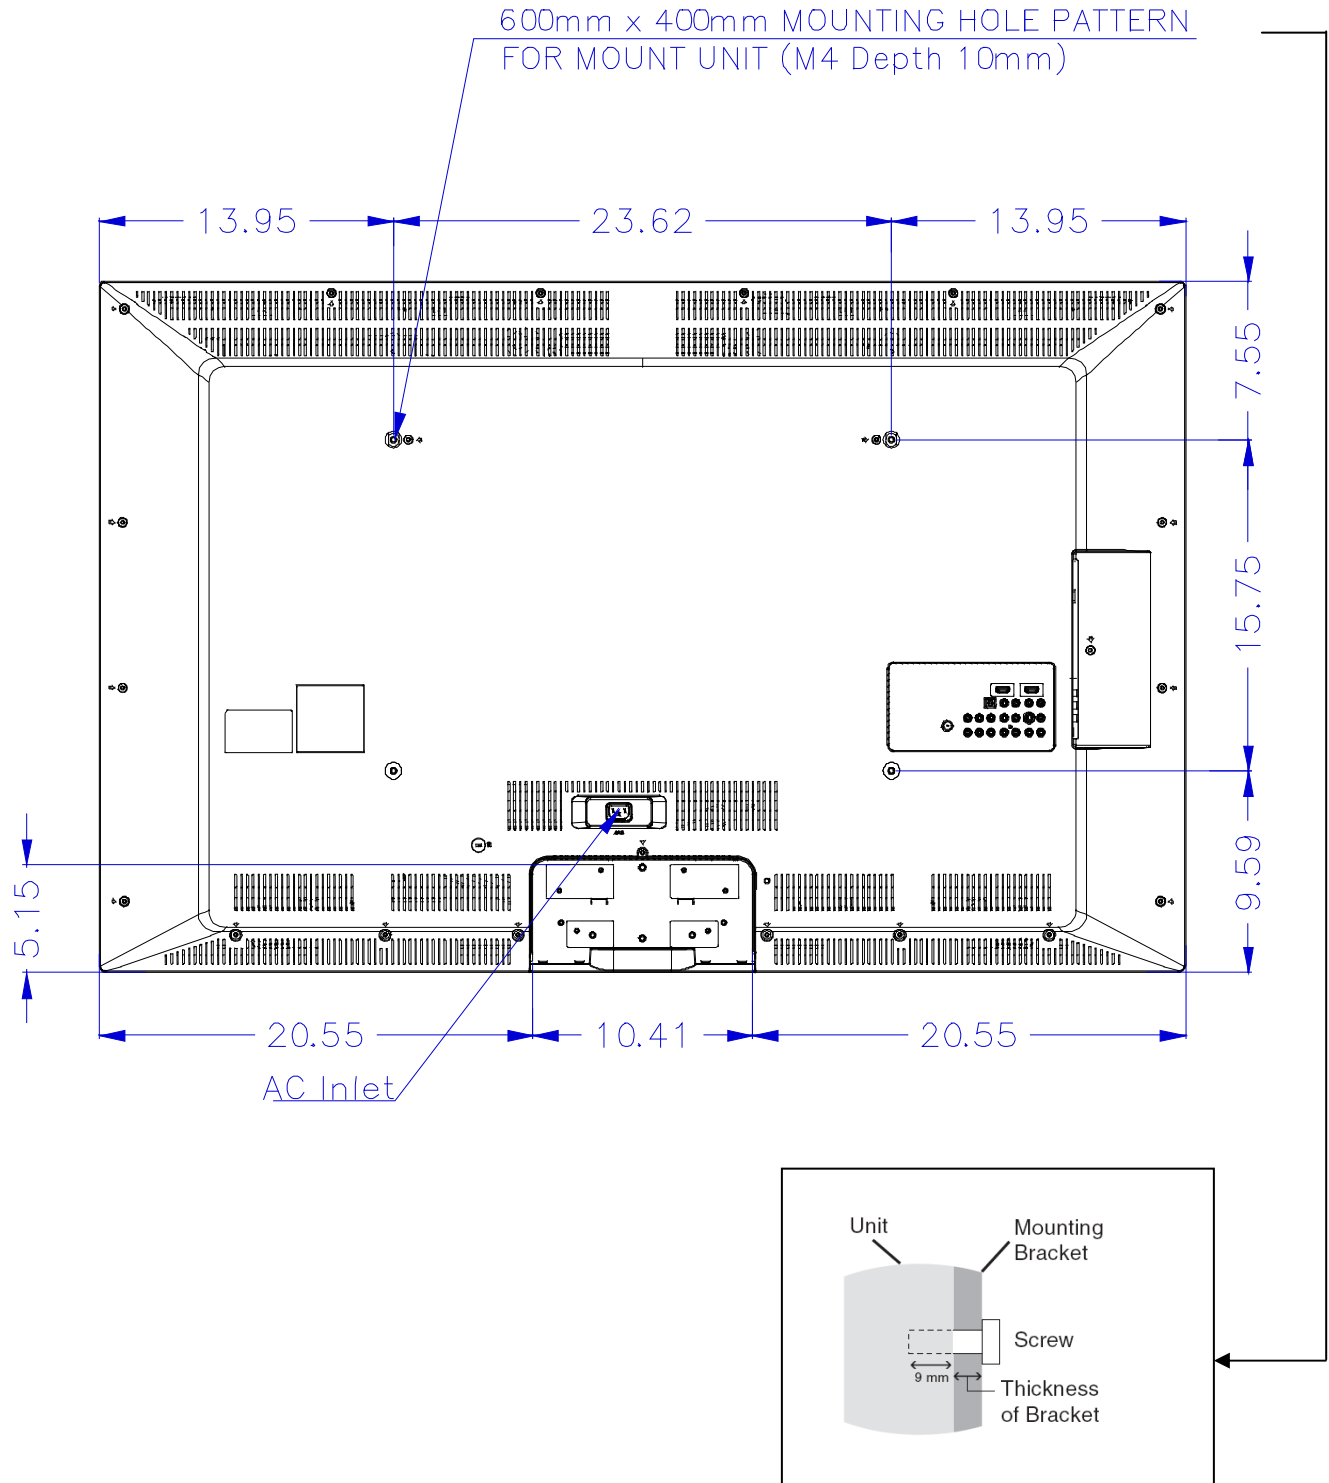 600mm x 400mm MOUNTING HOLE PATTERN
FOR MOUNT UNIT (M4 Depth 10mm)
13.95
23.62
13.95
7.55
15.75
9.59
5.15
20.55
10.41
20.55
AC Inlet
Unit
Mounting
Bracket
Screw
9 mm
Thickness
of Bracket